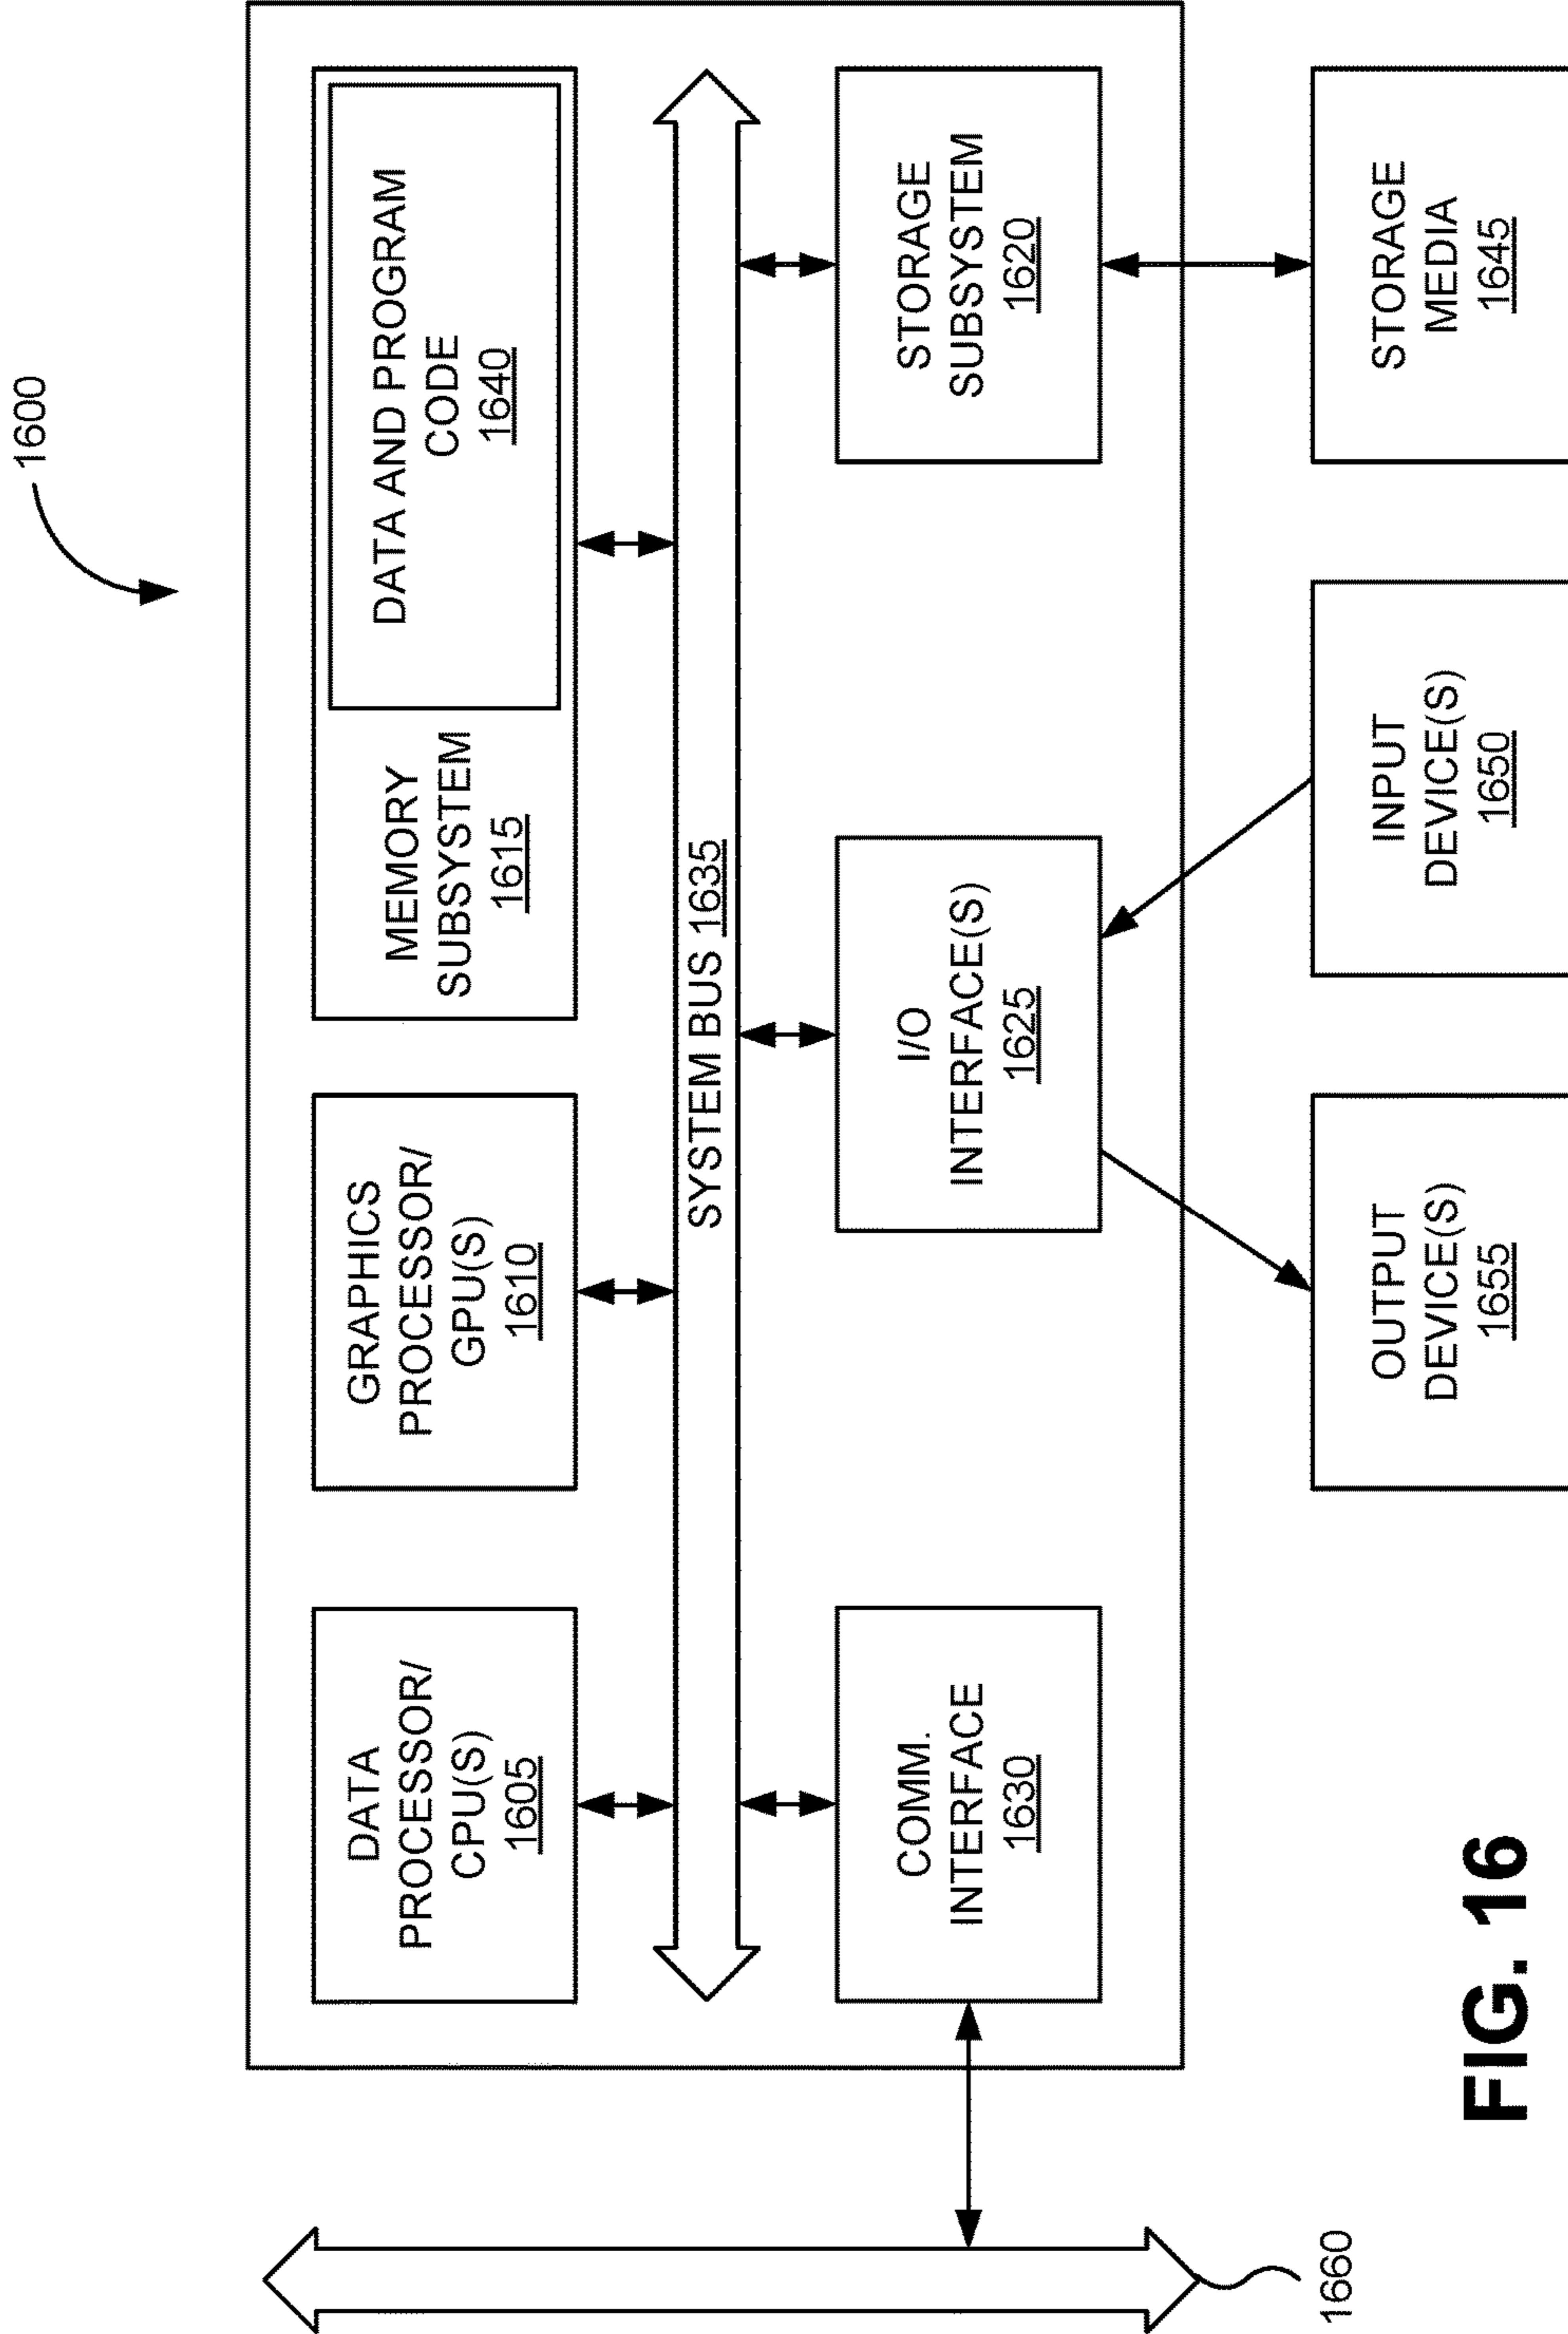 1600
DATA
PROCESSOR/
CPU(S)
1605
GRAPHICS
PROCESSOR/
GPU(S)
1610
MEMORY
SUBSYSTEM
1615
DATA AND PROGRAM
CODE
1640
SYSTEM BUS 1635
COMM.
INTERFACE
1630
I/O
INTERFACE(S)
1625
STORAGE
SUBSYSTEM
1620
1660
OUTPUT
DEVICE(S)
1655
INPUT
DEVICE(S)
1650
STORAGE
MEDIA
1645
FIG. 16